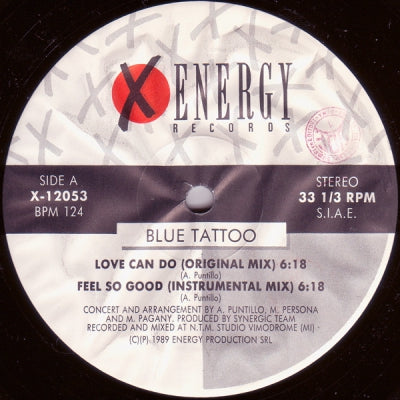 X ENERGY
RECORDS
SIDE A
X-12053
BPM 124
STEREO
33 1/3 RPM
S.I.A.E.
BLUE TATTOO
LOVE CAN DO (ORIGINAL MIX) 6:18
(A. Puntillo)
FEEL SO GOOD (INSTRUMENTAL MIX) 6:18
(A. Puntillo)
CONCERT AND ARRANGEMENT BY A. PUNTILLO, M. PERSONA
AND M. PAGANY. PRODUCED BY SYNERGIC TEAM
RECORDED AND MIXED AT N.T.M. STUDIO VIMODROME (MI)
(C)(P) 1989 ENERGY PRODUCTION SRL